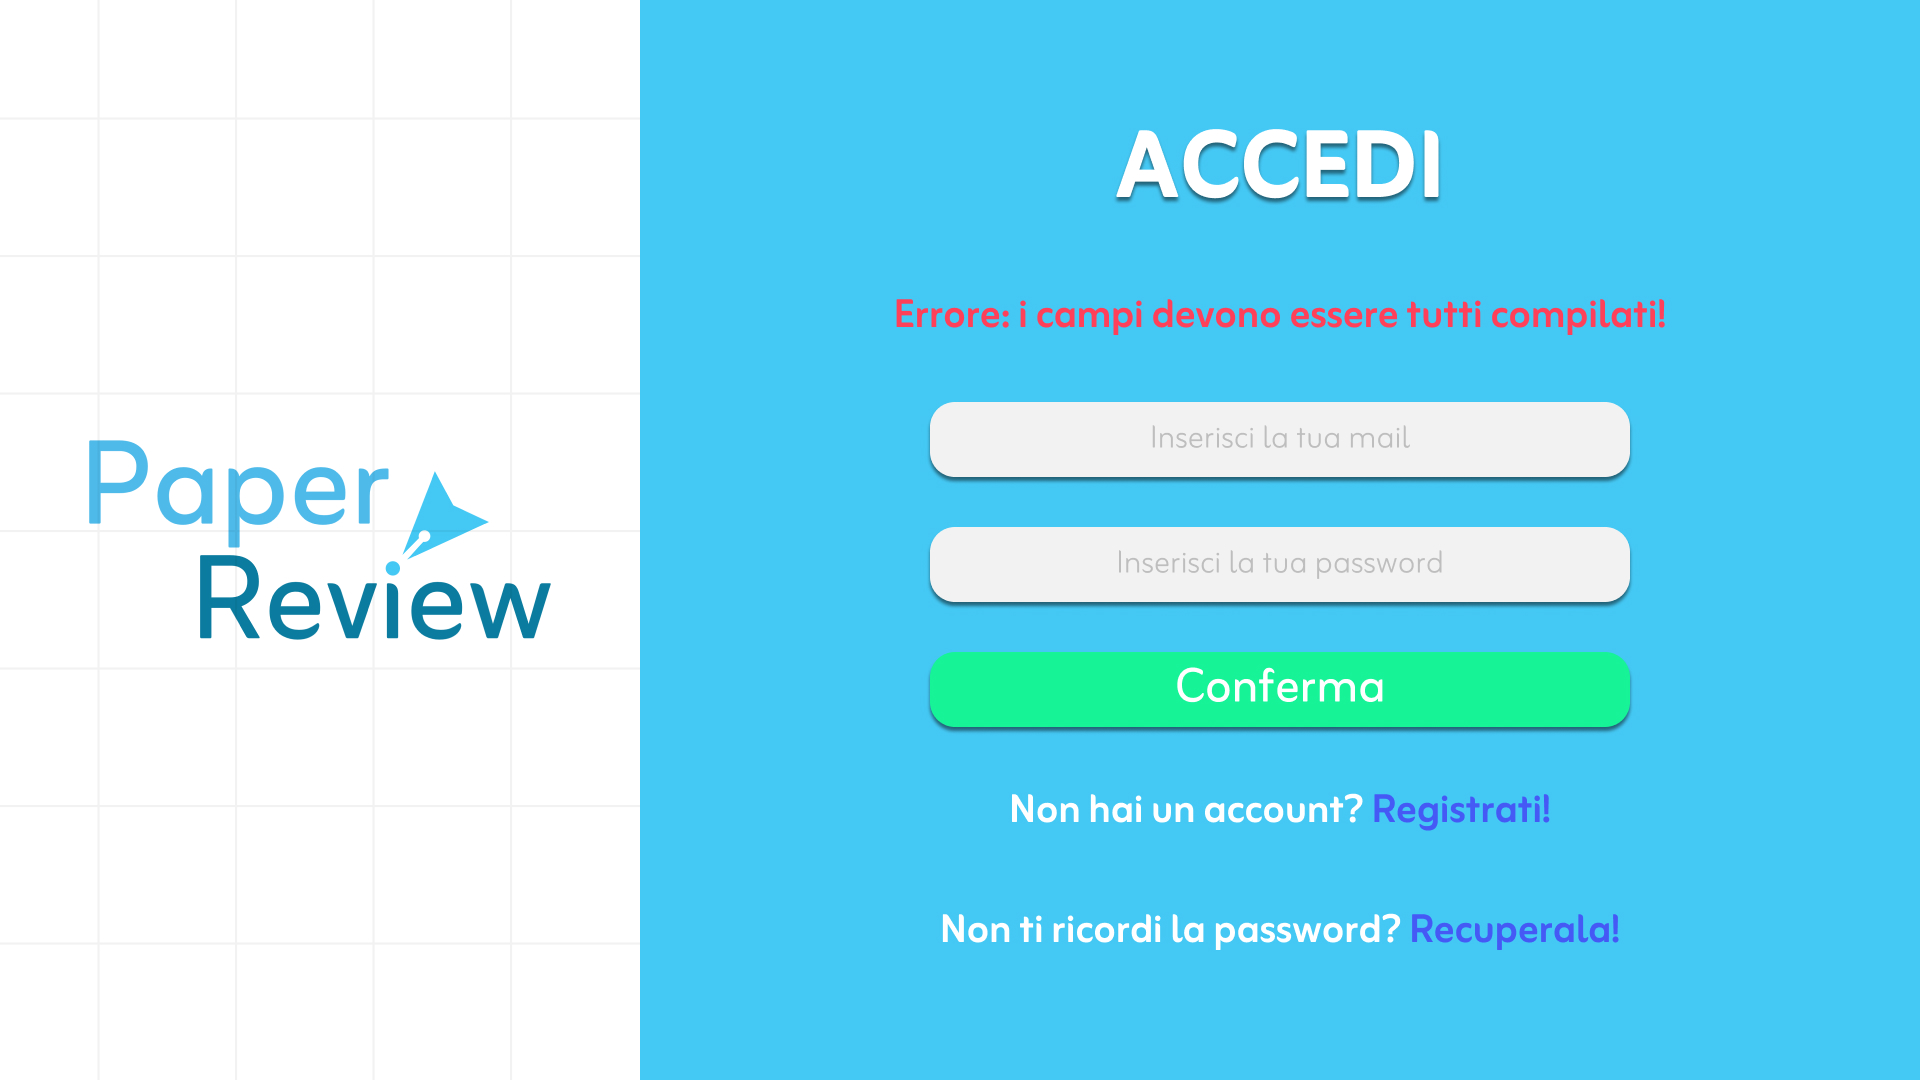 Paper
Review
ACCEDI
Errore: i campi devono essere tutti compilati!
Inserisci la tua mail
Inserisci la tua password
Conferma
Non hai un account? Registrati!
Non ti ricordi la password? Recuperala!